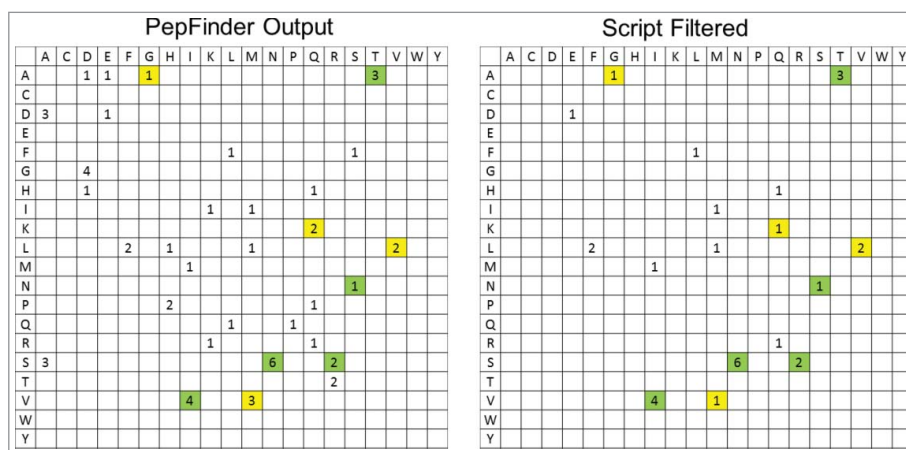 PepFinder Output
A C D E F G H I K L M N P Q R S T V W Y
A 1 1 1 3
C
D 3 1
E
F 1 1
G 4
H 1 1
I 1 1
K 2
L 2 1 1 2
M 1
N 1
P 2 1
Q 1 1
R 1 1
S 3 6 2
T 2
V 4 3
W
Y
Script Filtered
A C D E F G H I K L M N P Q R S T V W Y
A 1 3
C
D 1
E
F 1
G
H 1
I 1
K 1
L 2 1 2
M 1
N 1
P
Q
R 1
S 6 2
T
V 4 1
W
Y